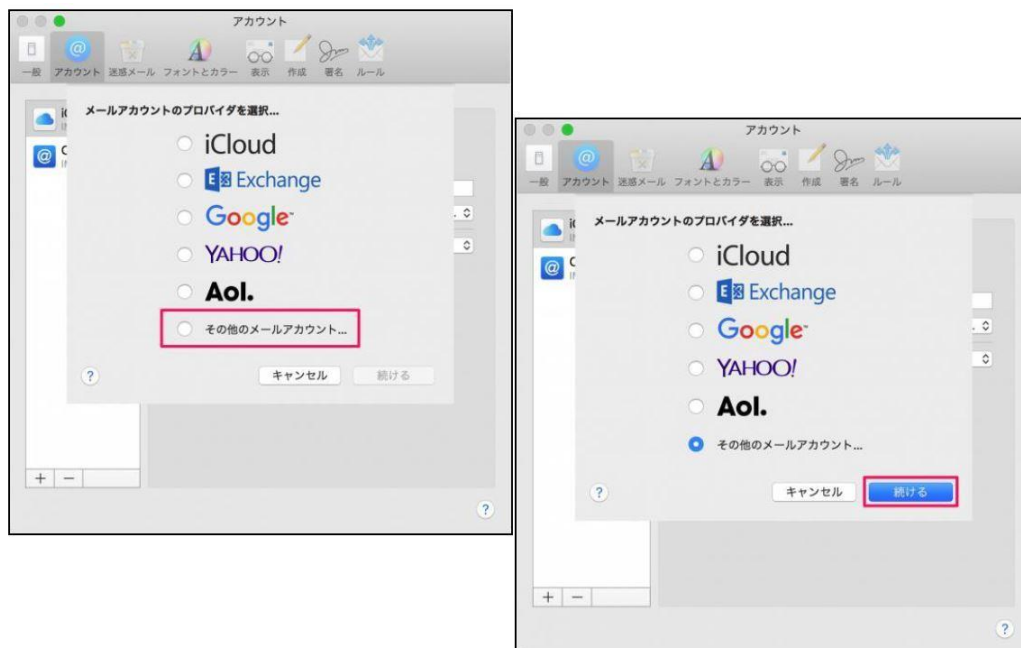 アカウント
一般 アカウント 迷惑メール フォントとカラー 表示 作成 署名 ルール
メールアカウントのプロバイダを選択...
iCloud
Exchange
Google
YAHOO!
Aol.
その他のメールアカウント...
? キャンセル 続ける
+ −
?
アカウント
一般 アカウント 迷惑メール フォントとカラー 表示 作成 署名 ルール
メールアカウントのプロバイダを選択...
iCloud
Exchange
Google
YAHOO!
Aol.
その他のメールアカウント...
? キャンセル 続ける
+ −
?